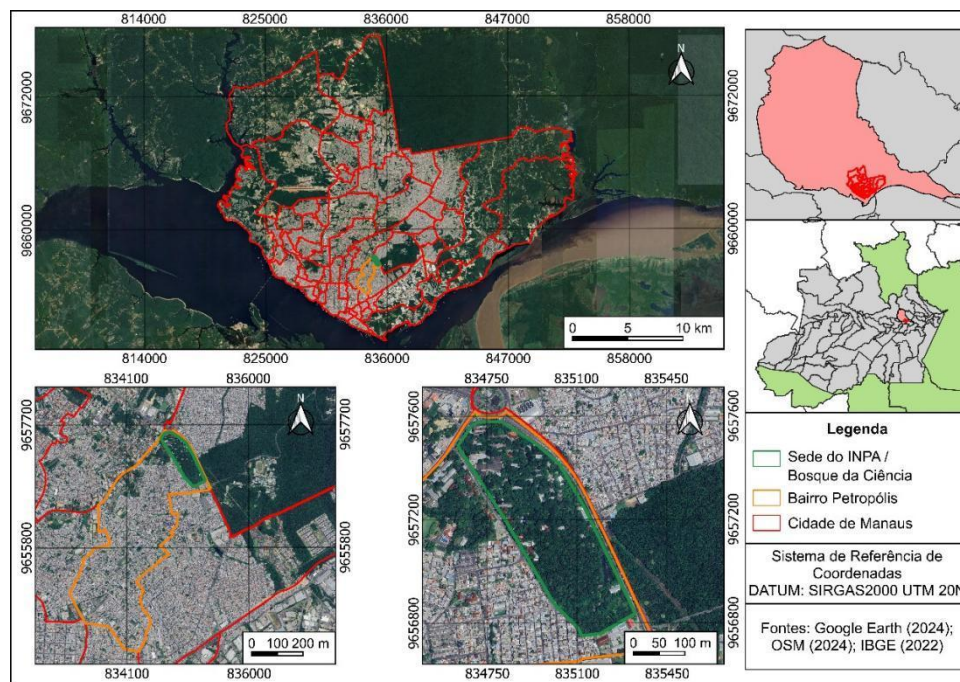 814000 825000 836000 847000 858000
9672000
9660000
N
0 5 10 km
814000 825000 836000 847000 858000
9672000
9660000
834100 836000
9657700
9655800
N
0 100 200 m
834100 836000
9657700
9655800
834750 835100 835450
9657600
9657200
9656800
N
0 50 100 m
834750 835100 835450
9657600
9657200
9656800
Legenda
Sede do INPA /
Bosque da Ciência
Bairro Petropólis
Cidade de Manaus
Sistema de Referência de
Coordenadas
DATUM: SIRGAS2000 UTM 20N
Fontes: Google Earth (2024);
OSM (2024); IBGE (2022)